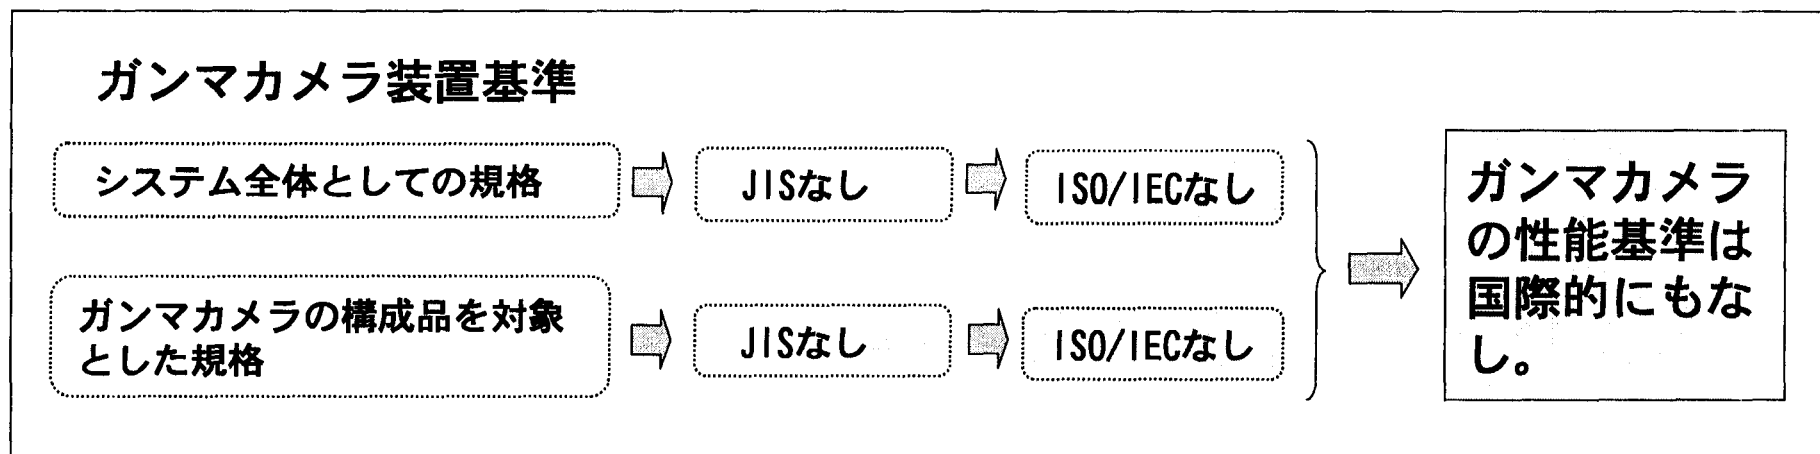 ガンマカメラ装置基準
システム全体としての規格
JISなし
ISO/IECなし
ガンマカメラの構成品を対象
とした規格
JISなし
ISO/IECなし
ガンマカメラ
の性能基準は
国際的にもな
し。